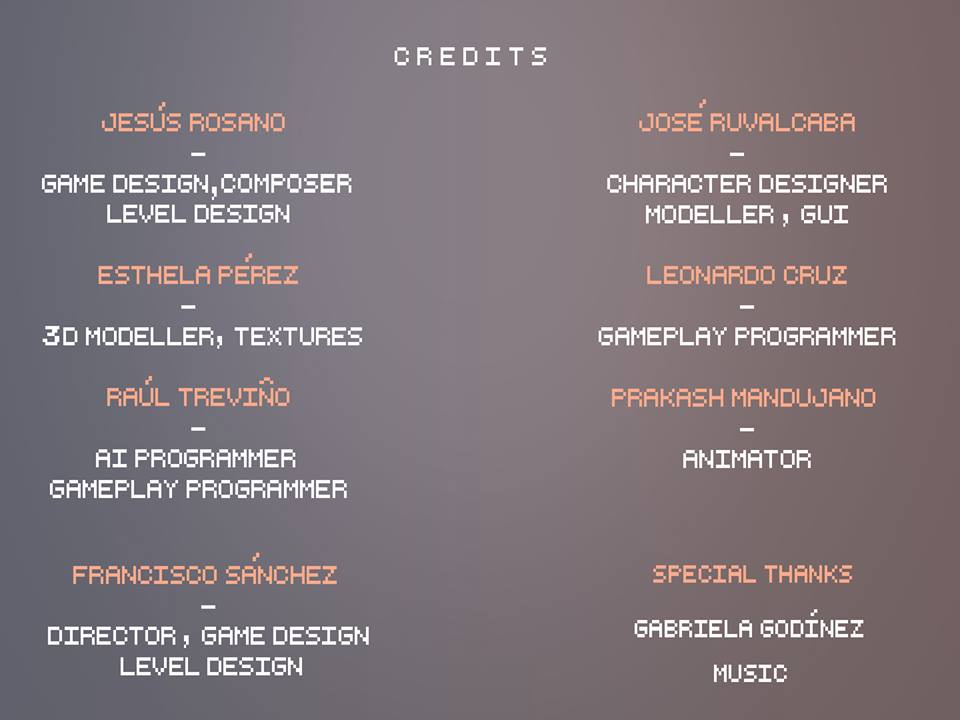 CREDITS
JESÚS ROSANO
-
GAME DESIGN,COMPOSER
LEVEL DESIGN
ESTHELA PÉREZ
-
3D MODELLER, TEXTURES
RAÚL TREVIÑO
-
AI PROGRAMMER
GAMEPLAY PROGRAMMER
FRANCISCO SÁNCHEZ
-
DIRECTOR, GAME DESIGN
LEVEL DESIGN
JOSÉ RUVALCABA
-
CHARACTER DESIGNER
MODELLER , GUI
LEONARDO CRUZ
-
GAMEPLAY PROGRAMMER
PRAKASH MANDUJANO
-
ANIMATOR
SPECIAL THANKS
GABRIELA GODÍNEZ
MUSIC